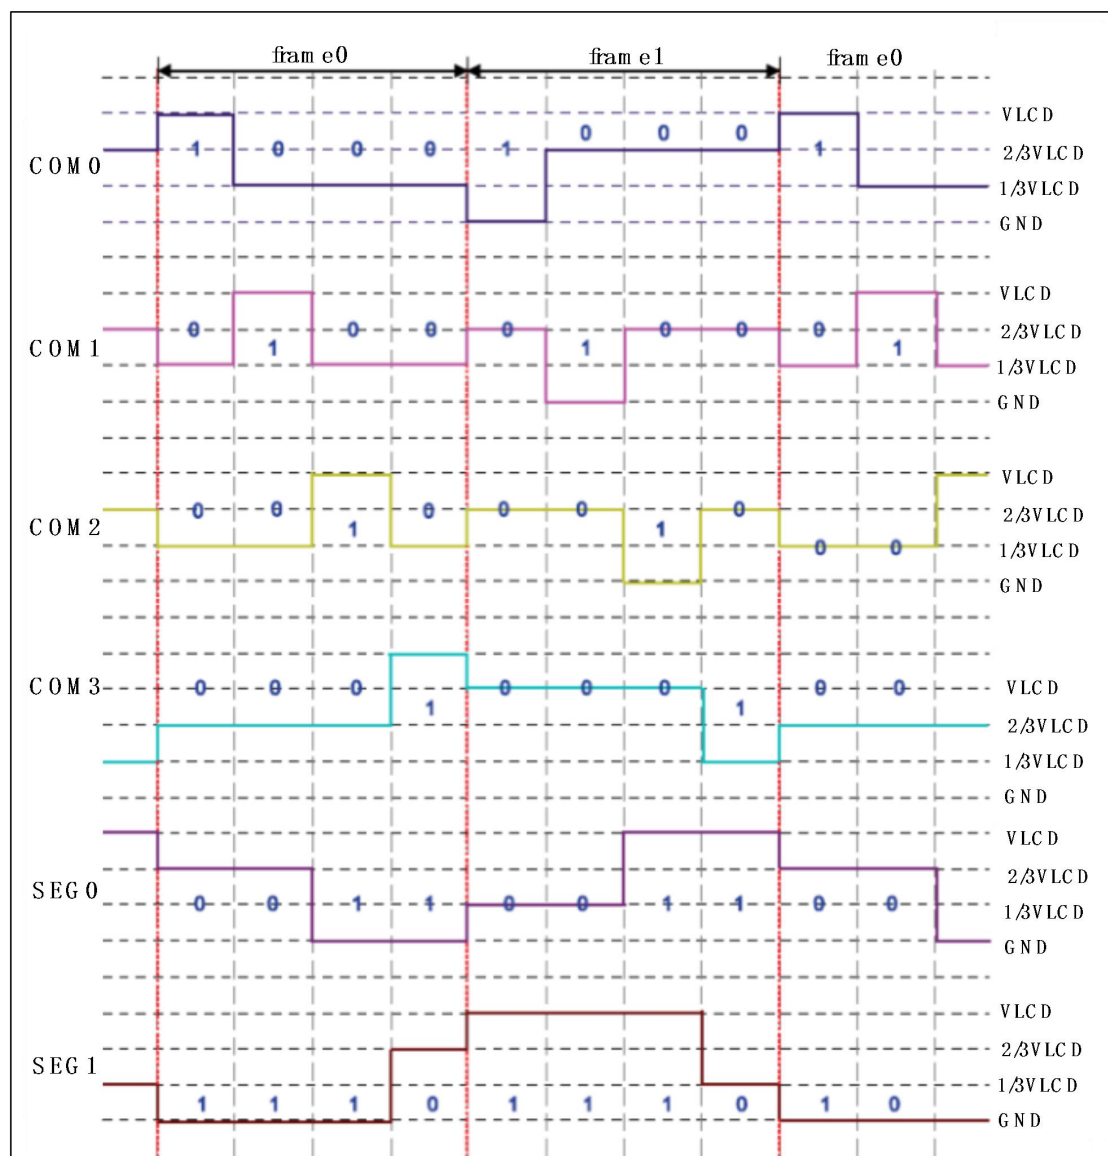 frame0 frame1 frame0
VLCD
COM0 1 0 0 0 1 0 0 0 1 2/3VLCD
1/3VLCD
GND
VLCD
0 0 0 0 0 0 0 2/3VLCD
COM1 1 1 1
1/3VLCD
GND
VLCD
0 0 0 0 0 0 2/3VLCD
COM2 1 1
0 0 1/3VLCD
GND
COM3 0 0 0 0 0 0 0 0 VLCD
1 1
2/3VLCD
1/3VLCD
GND
VLCD
2/3VLCD
SEG0 0 0 1 1 0 0 1 1 0 0 1/3VLCD
GND
VLCD
2/3VLCD
SEG1
1/3VLCD
1 1 1 0 1 1 1 0 1 0
GND